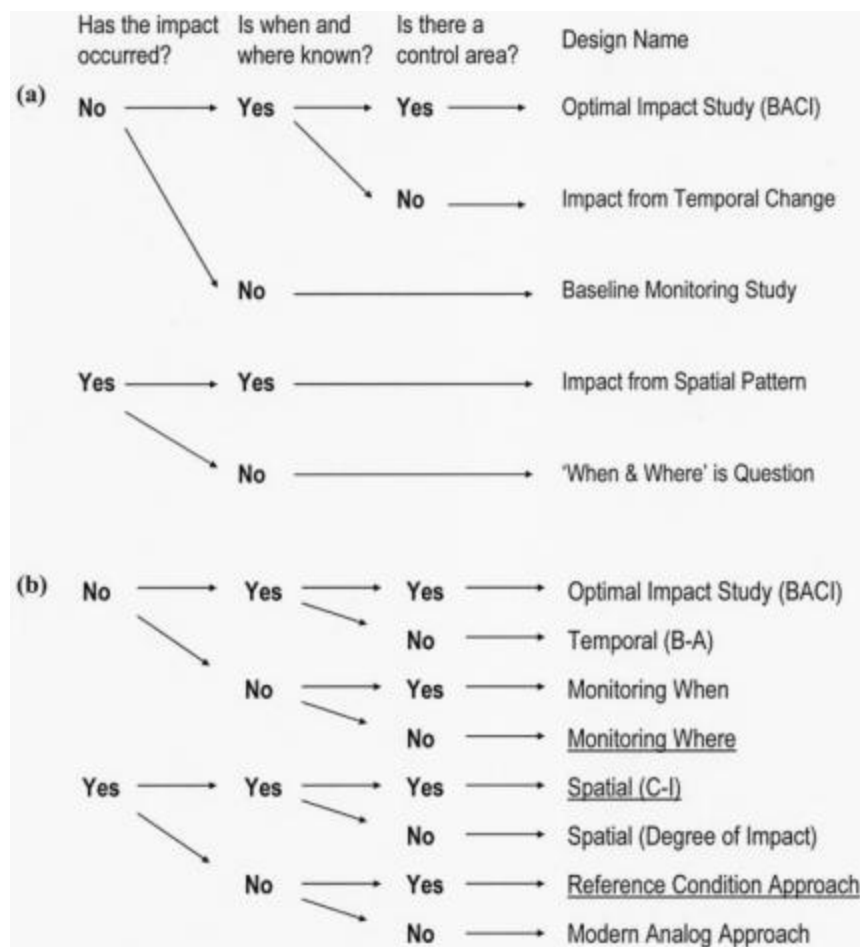 Has the impact occurred? Is when and where known? Is there a control area? Design Name
(a)
No Yes Yes Optimal Impact Study (BACI)
No Impact from Temporal Change
No Baseline Monitoring Study
Yes Yes Impact from Spatial Pattern
No 'When & Where' is Question
(b)
No Yes Yes Optimal Impact Study (BACI)
No Temporal (B-A)
No Yes Monitoring When
No Monitoring Where
Yes Yes Yes Spatial (C-I)
No Spatial (Degree of Impact)
No Yes Reference Condition Approach
No Modern Analog Approach